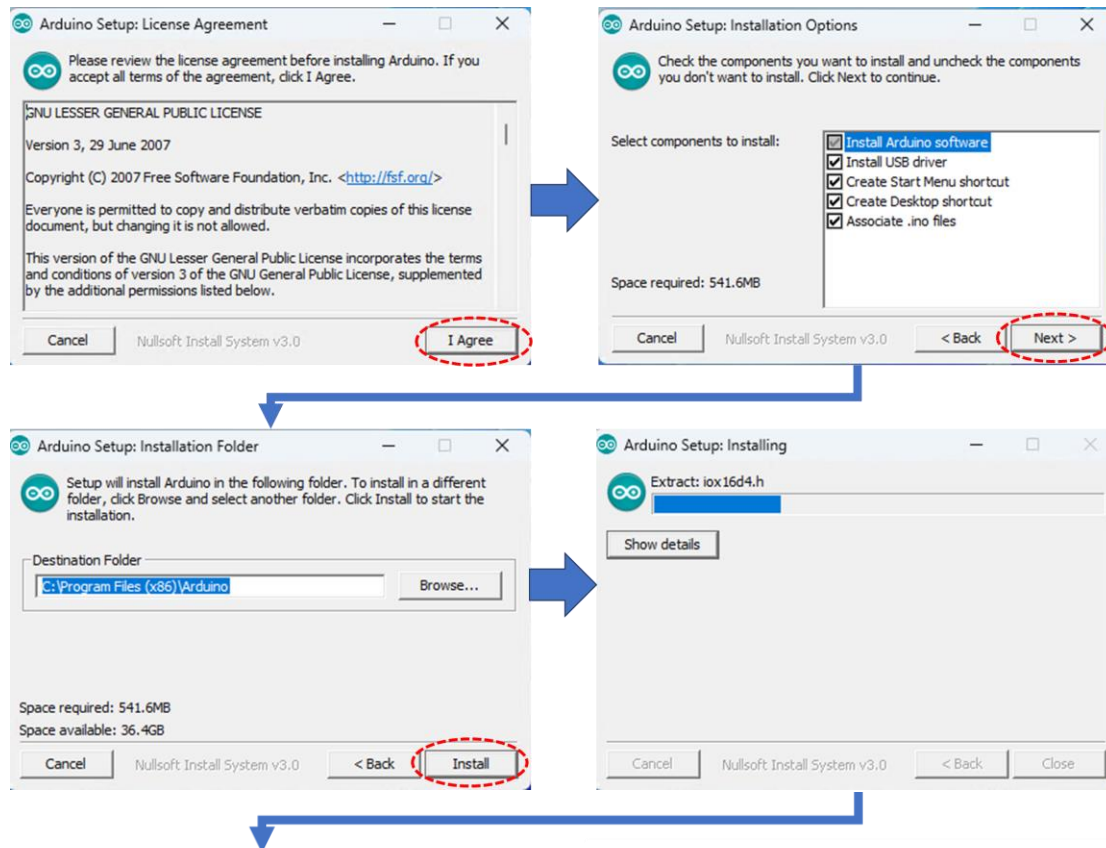 Arduino Setup: License Agreement
Please review the license agreement before installing Arduino. If you
accept all terms of the agreement, click I Agree.
GNU LESSER GENERAL PUBLIC LICENSE
Version 3, 29 June 2007
Copyright (C) 2007 Free Software Foundation, Inc. <http://fsf.org/>
Everyone is permitted to copy and distribute verbatim copies of this license
document, but changing it is not allowed.
This version of the GNU Lesser General Public License incorporates the terms
and conditions of version 3 of the GNU General Public License, supplemented
by the additional permissions listed below.
Cancel Nullsoft Install System v3.0 I Agree
Arduino Setup: Installation Options
Check the components you want to install and uncheck the components
you don't want to install. Click Next to continue.
Select components to install:
Install Arduino software
Install USB driver
Create Start Menu shortcut
Create Desktop shortcut
Associate .ino files
Space required: 541.6MB
Cancel Nullsoft Install System v3.0 < Back Next >
Arduino Setup: Installation Folder
Setup will install Arduino in the following folder. To install in a different
folder, click Browse and select another folder. Click Install to start the
installation.
Destination Folder
C:\Program Files (x86)\Arduino Browse...
Space required: 541.6MB
Space available: 36.4GB
Cancel Nullsoft Install System v3.0 < Back Install
Arduino Setup: Installing
Extract: iox16d4.h
Show details
Cancel Nullsoft Install System v3.0 < Back Close